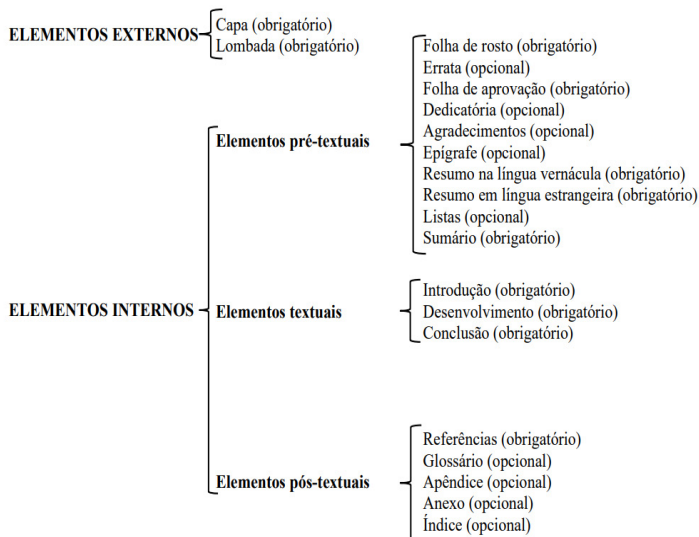 ELEMENTOS EXTERNOS
Capa (obrigatório)
Lombada (obrigatório)
ELEMENTOS INTERNOS
Elementos pré-textuais
Folha de rosto (obrigatório)
Errata (opcional)
Folha de aprovação (obrigatório)
Dedicatória (opcional)
Agradecimentos (opcional)
Epígrafe (opcional)
Resumo na língua vernácula (obrigatório)
Resumo em língua estrangeira (obrigatório)
Listas (opcional)
Sumário (obrigatório)
Elementos textuais
Introdução (obrigatório)
Desenvolvimento (obrigatório)
Conclusão (obrigatório)
Elementos pós-textuais
Referências (obrigatório)
Glossário (opcional)
Apêndice (opcional)
Anexo (opcional)
Índice (opcional)